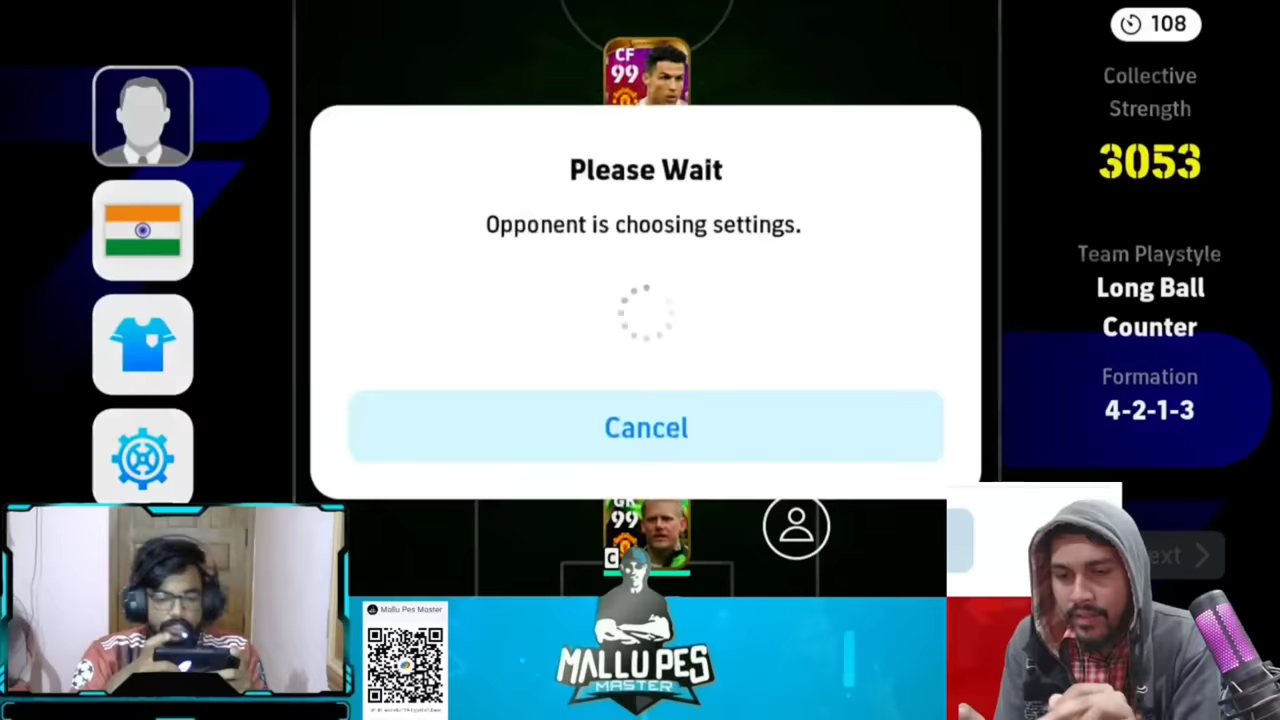 108
Collective
Strength
3053
CF
99
Please Wait
Opponent is choosing settings.
Team Playstyle
Long Ball
Counter
Formation
4-2-1-3
Cancel
GK
99
C
ext
Mallu Pes Master
MALLU PES
MASTER